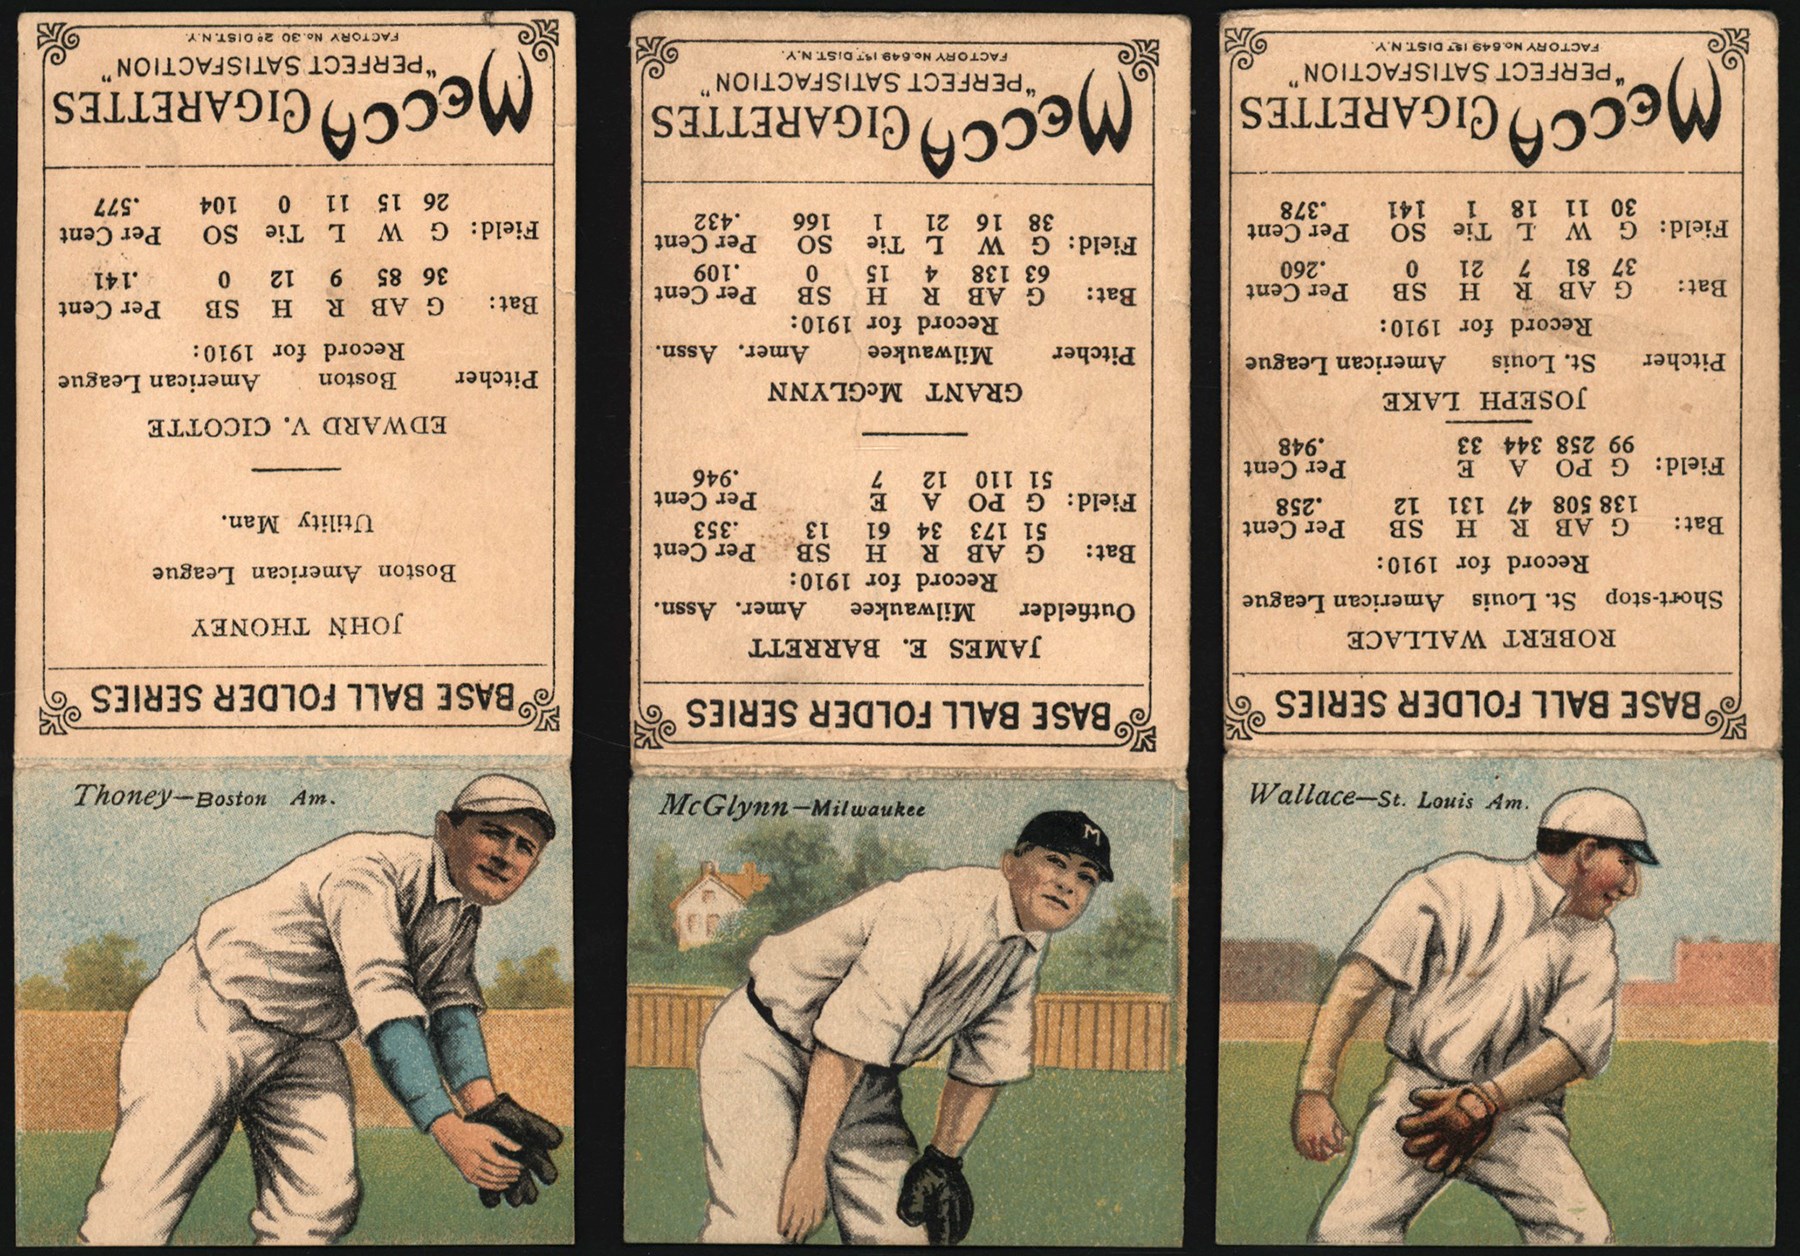 BASE BALL FOLDER SERIES
JOHN THONEY
Boston American League
Utility Man.
EDWARD V. CICOTTE
Pitcher Boston American League
Record for 1910:
Bat: G AB R H SB Per Cent
36 85 9 12 0 .141
Field: G W L Tie SO Per Cent
26 15 11 0 104 .577
MECCA CIGARETTES
"PERFECT SATISFACTION"
FACTORY No. 30 2D DIST. N.Y.
Thoney—Boston Am.
BASE BALL FOLDER SERIES
JAMES E. BARRETT
Outfielder Milwaukee Amer. Assn.
Record for 1910:
Bat: G AB R H SB Per Cent
51 173 34 61 13 .353
Field: G PO A E Per Cent
51 110 12 7 .946
GRANT McGLYNN
Pitcher Milwaukee Amer. Assn.
Record for 1910:
Bat: G AB R H SB Per Cent
63 138 4 15 0 .109
Field: G W L Tie SO Per Cent
38 16 21 1 166 .432
MECCA CIGARETTES
"PERFECT SATISFACTION"
FACTORY No. 649 1ST DIST. N.Y.
McGlynn—Milwaukee
M
BASE BALL FOLDER SERIES
ROBERT WALLACE
Short-stop St. Louis American League
Record for 1910:
Bat: G AB R H SB Per Cent
138 508 47 131 12 .258
Field: G PO A E Per Cent
99 258 344 33 .948
JOSEPH LAKE
Pitcher St. Louis American League
Record for 1910:
Bat: G AB R H SB Per Cent
37 81 7 21 0 .260
Field: G W L Tie SO Per Cent
30 11 18 1 141 .378
MECCA CIGARETTES
"PERFECT SATISFACTION"
FACTORY No. 649 1ST DIST. N.Y.
Wallace—St. Louis Am.